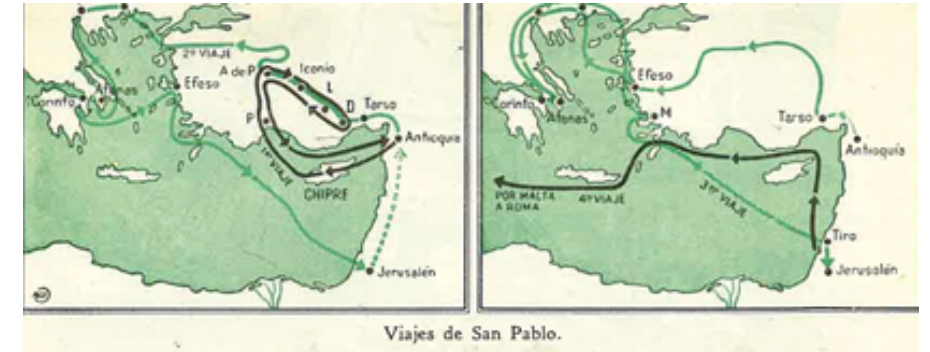 2º VIAJE
A de P.
Iconio
Efeso
Corinto
Atenas
L
D
Tarso
P
Antioquia
1er VIAJE
CHIPRE
Jerusalén
Efeso
Corinto
Atenas
M
Tarso
Antioquía
POR MALTA
A ROMA
4º VIAJE
3er VIAJE
Tiro
Jerusalén
Viajes de San Pablo.